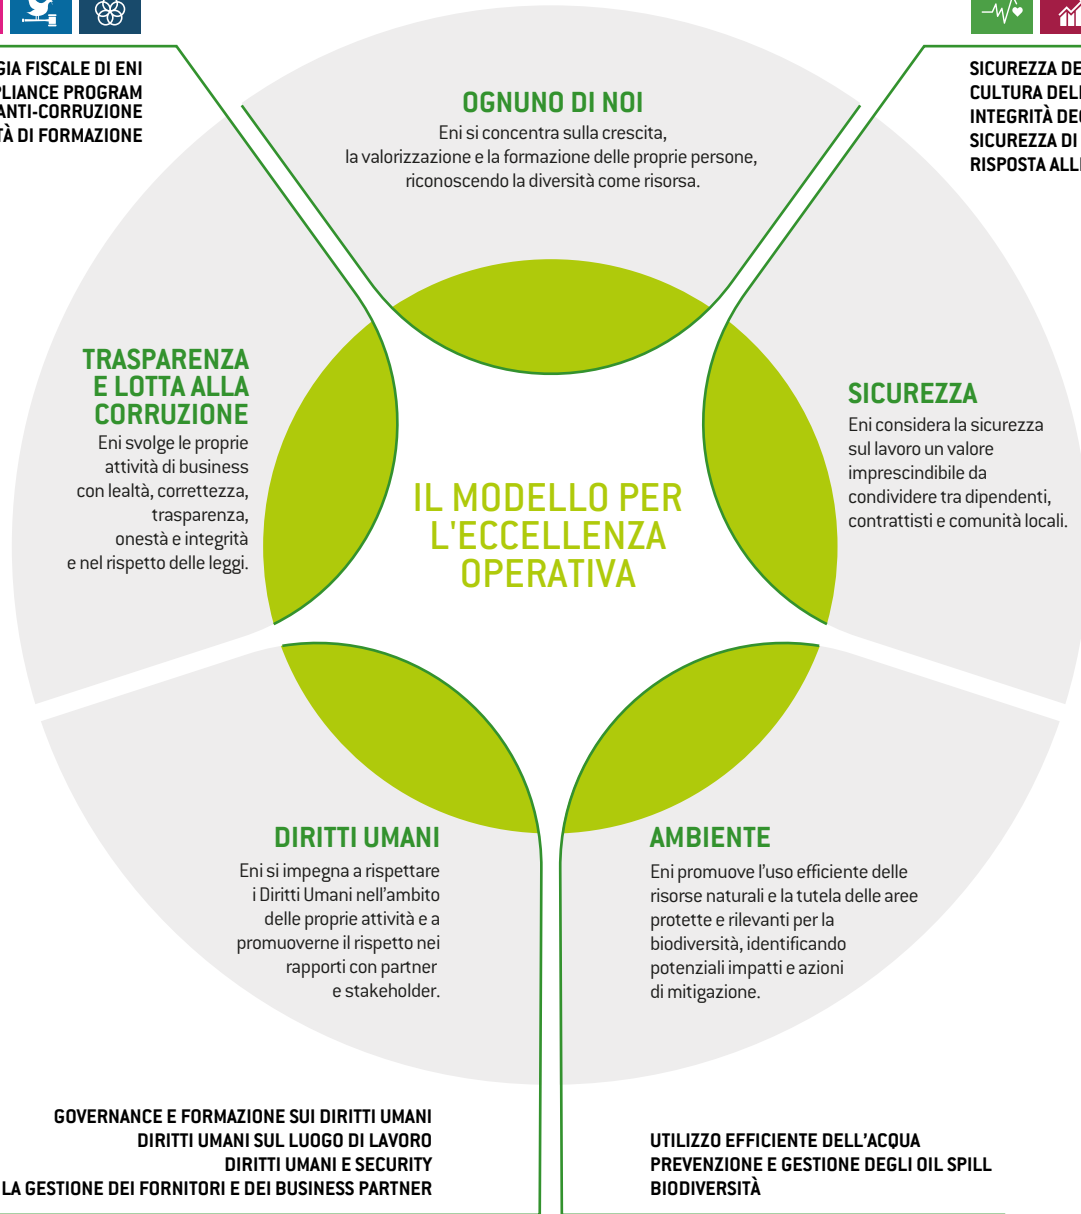 GIA FISCALE DI ENI
PLIANCE PROGRAM
ANTI-CORRUZIONE
TÀ DI FORMAZIONE
OGNUNO DI NOI
Eni si concentra sulla crescita,
la valorizzazione e la formazione delle proprie persone,
riconoscendo la diversità come risorsa.
SICUREZZA DE
CULTURA DELL
INTEGRITÀ DEG
SICUREZZA DI
RISPOSTA ALLE
TRASPARENZA
E LOTTA ALLA
CORRUZIONE
Eni svolge le proprie
attività di business
con lealtà, correttezza,
trasparenza,
onestà e integrità
e nel rispetto delle leggi.
IL MODELLO PER
L'ECCELLENZA
OPERATIVA
SICUREZZA
Eni considera la sicurezza
sul lavoro un valore
imprescindibile da
condividere tra dipendenti,
contrattisti e comunità locali.
DIRITTI UMANI
Eni si impegna a rispettare
i Diritti Umani nell’ambito
delle proprie attività e a
promuoverne il rispetto nei
rapporti con partner
e stakeholder.
AMBIENTE
Eni promuove l’uso efficiente delle
risorse naturali e la tutela delle aree
protette e rilevanti per la
biodiversità, identificando
potenziali impatti e azioni
di mitigazione.
GOVERNANCE E FORMAZIONE SUI DIRITTI UMANI
DIRITTI UMANI SUL LUOGO DI LAVORO
DIRITTI UMANI E SECURITY
LA GESTIONE DEI FORNITORI E DEI BUSINESS PARTNER
UTILIZZO EFFICIENTE DELL’ACQUA
PREVENZIONE E GESTIONE DEGLI OIL SPILL
BIODIVERSITÀ